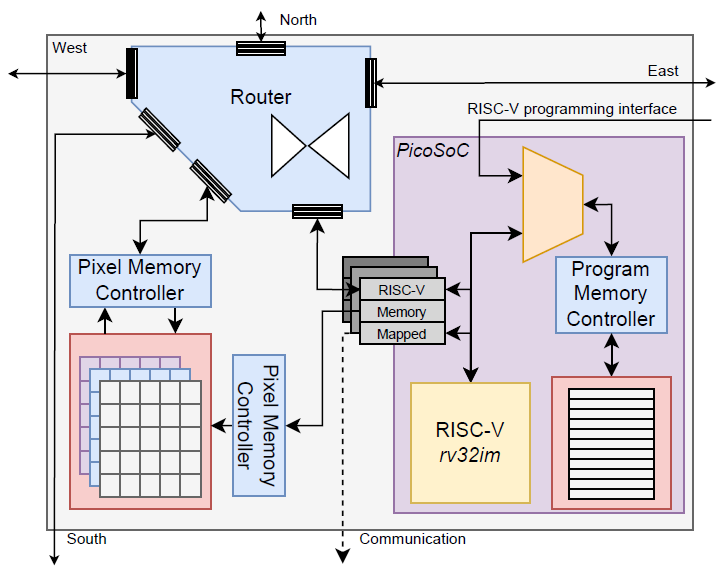 North
West
Router
East
RISC-V programming interface
PicoSoC
Pixel Memory
Controller
RISC-V
Memory
Mapped
Program
Memory
Controller
Pixel Memory
Controller
RISC-V
rv32im
South
Communication